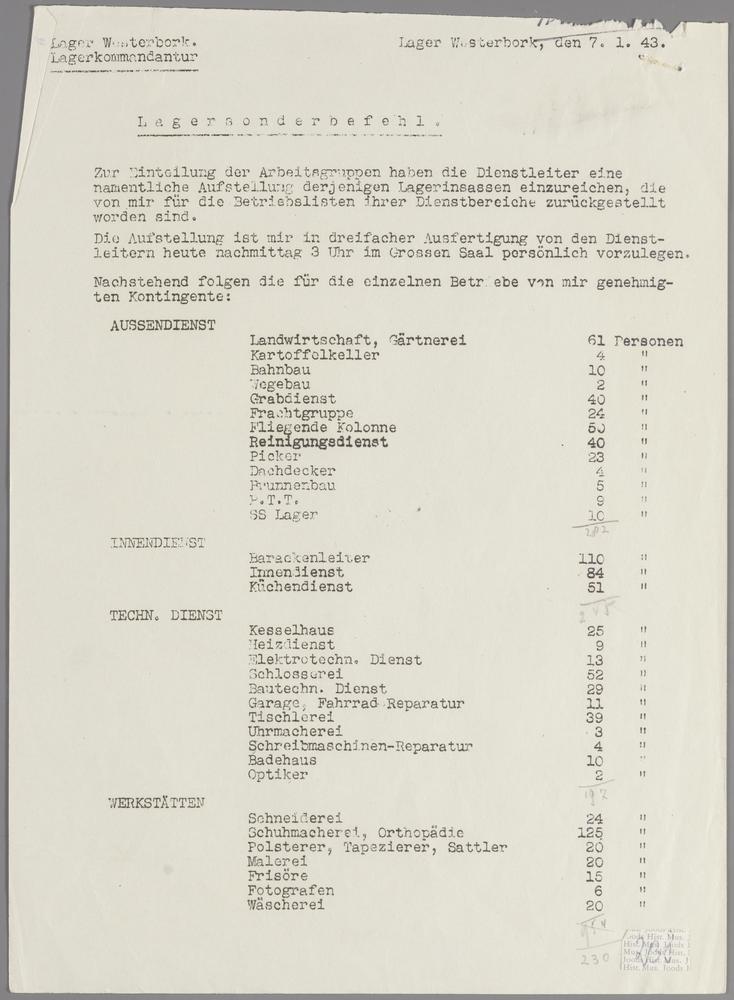 Lager Westerbork.
Lagerkommandantur
Lager Westerbork, den 7. 1. 43.
Lagersonderbefehl.
Zur Einteilung der Arbeitsgruppen haben die Dienstleiter eine
namentliche Aufstellung derjenigen Lagerinsassen einzureichen, die
von mir für die Betriebslisten ihrer Dienstbereiche zurückgestellt
worden sind.
Die Aufstellung ist mir in dreifacher Ausfertigung von den Dienst-
leitern heute nachmittag 3 Uhr im Grossen Saal persönlich vorzulegen.
Nachstehend folgen die für die einzelnen Betriebe von mir genehmig-
ten Kontingente:
AUSSENDIENST
Landwirtschaft, Gärtnerei 61 Personen
Kartoffelkeller 4 "
Bahnbau 10 "
Wegebau 2 "
Grabdienst 40 "
Frachtgruppe 24 "
Fliegende Kolonne 50 "
Reinigungsdienst 40 "
Picker 23 "
Dachdecker 4 "
Brunnenbau 5 "
P.T.T. 9 "
SS Lager 10 "
282
INNENDIENST
Barackenleiter 110 "
Innendienst 84 "
Küchendienst 51 "
245
TECHN. DIENST
Kesselhaus 25 "
Heizdienst 9 "
Elektrotechn. Dienst 13 "
Schlosserei 52 "
Bautechn. Dienst 29 "
Garage, Fahrrad-Reparatur 11 "
Tischlerei 39 "
Uhrmacherei 3 "
Schreibmaschinen-Reparatur 4 "
Badehaus 10 "
Optiker 2 "
197
WERKSTÄTTEN
Schneiderei 24 "
Schuhmacherei, Orthopädie 125 "
Polsterer, Tapezierer, Sattler 20 "
Malerei 20 "
Frisöre 15 "
Fotografen 6 "
Wäscherei 20 "
230
Joods Hist. Mus.